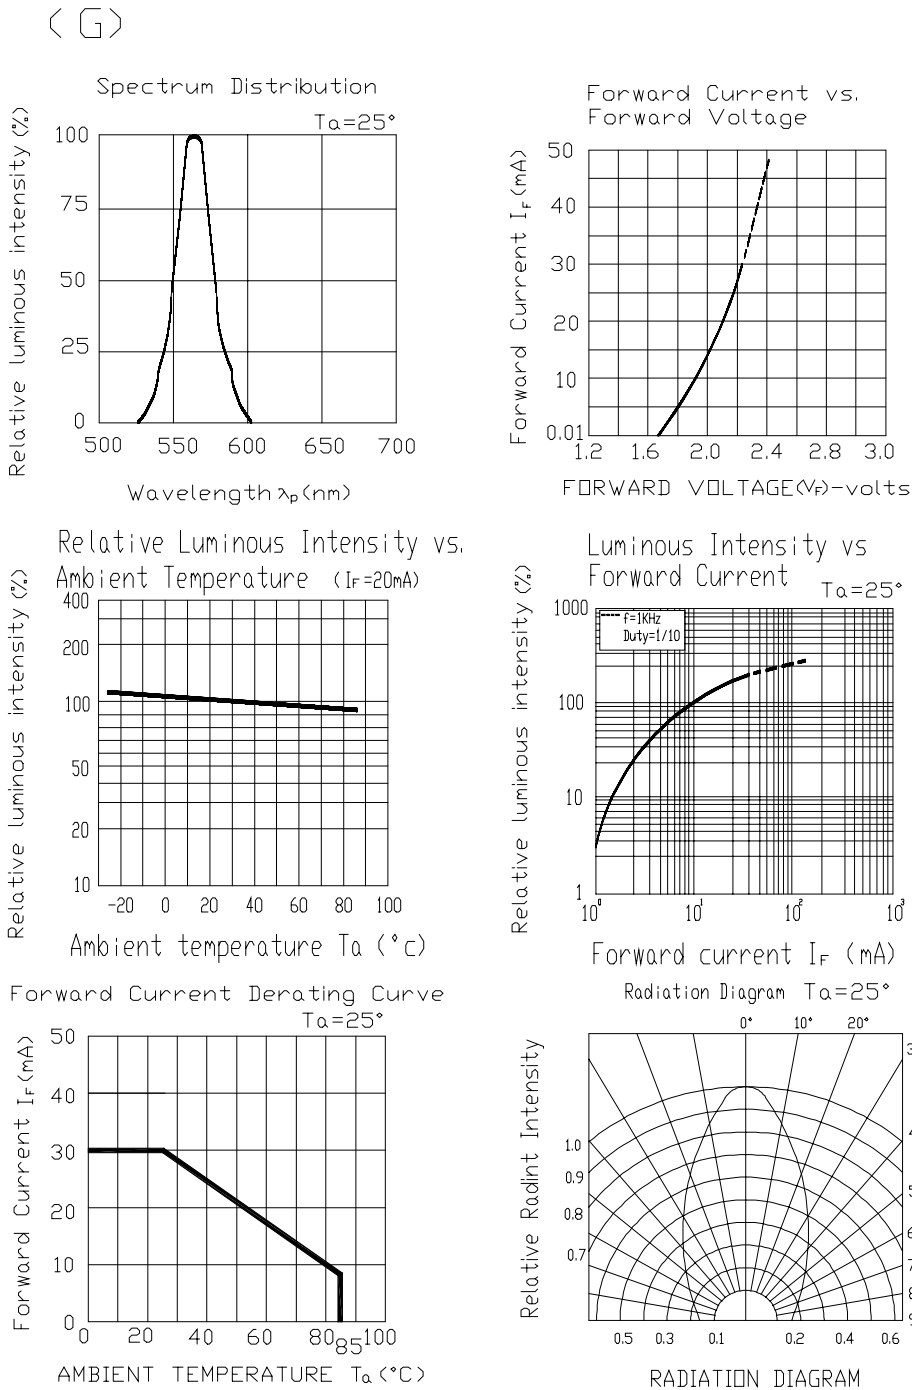 (G)
Spectrum Distribution
Ta=25°
Relative luminous intensity (%)
100
75
50
25
0
500 550 600 650 700
Wavelength λp (nm)
Forward Current vs.
Forward Voltage
Forward Current IF (mA)
50
40
30
20
10
0.01
1.2 1.6 2.0 2.4 2.8 3.0
FORWARD VOLTAGE(VF)-volts
Relative Luminous Intensity vs.
Ambient Temperature (IF=20mA)
Relative luminous intensity (%)
400
200
100
50
20
10
-20 0 20 40 60 80 100
Ambient temperature Ta (°c)
Luminous Intensity vs
Forward Current
Ta=25°
Relative luminous intensity (%)
f=1KHz
Duty=1/10
1000
100
10
1
10⁰ 10¹ 10² 10³
Forward current IF (mA)
Forward Current Derating Curve
Ta=25°
Forward Current IF (mA)
50
40
30
20
10
0
0 20 40 60 80 85 100
AMBIENT TEMPERATURE Ta (°C)
Radiation Diagram Ta=25°
0° 10° 20°
Relative Radint Intensity
1.0
0.9
0.8
0.7
0.5 0.3 0.1 0.2 0.4 0.6
RADIATION DIAGRAM